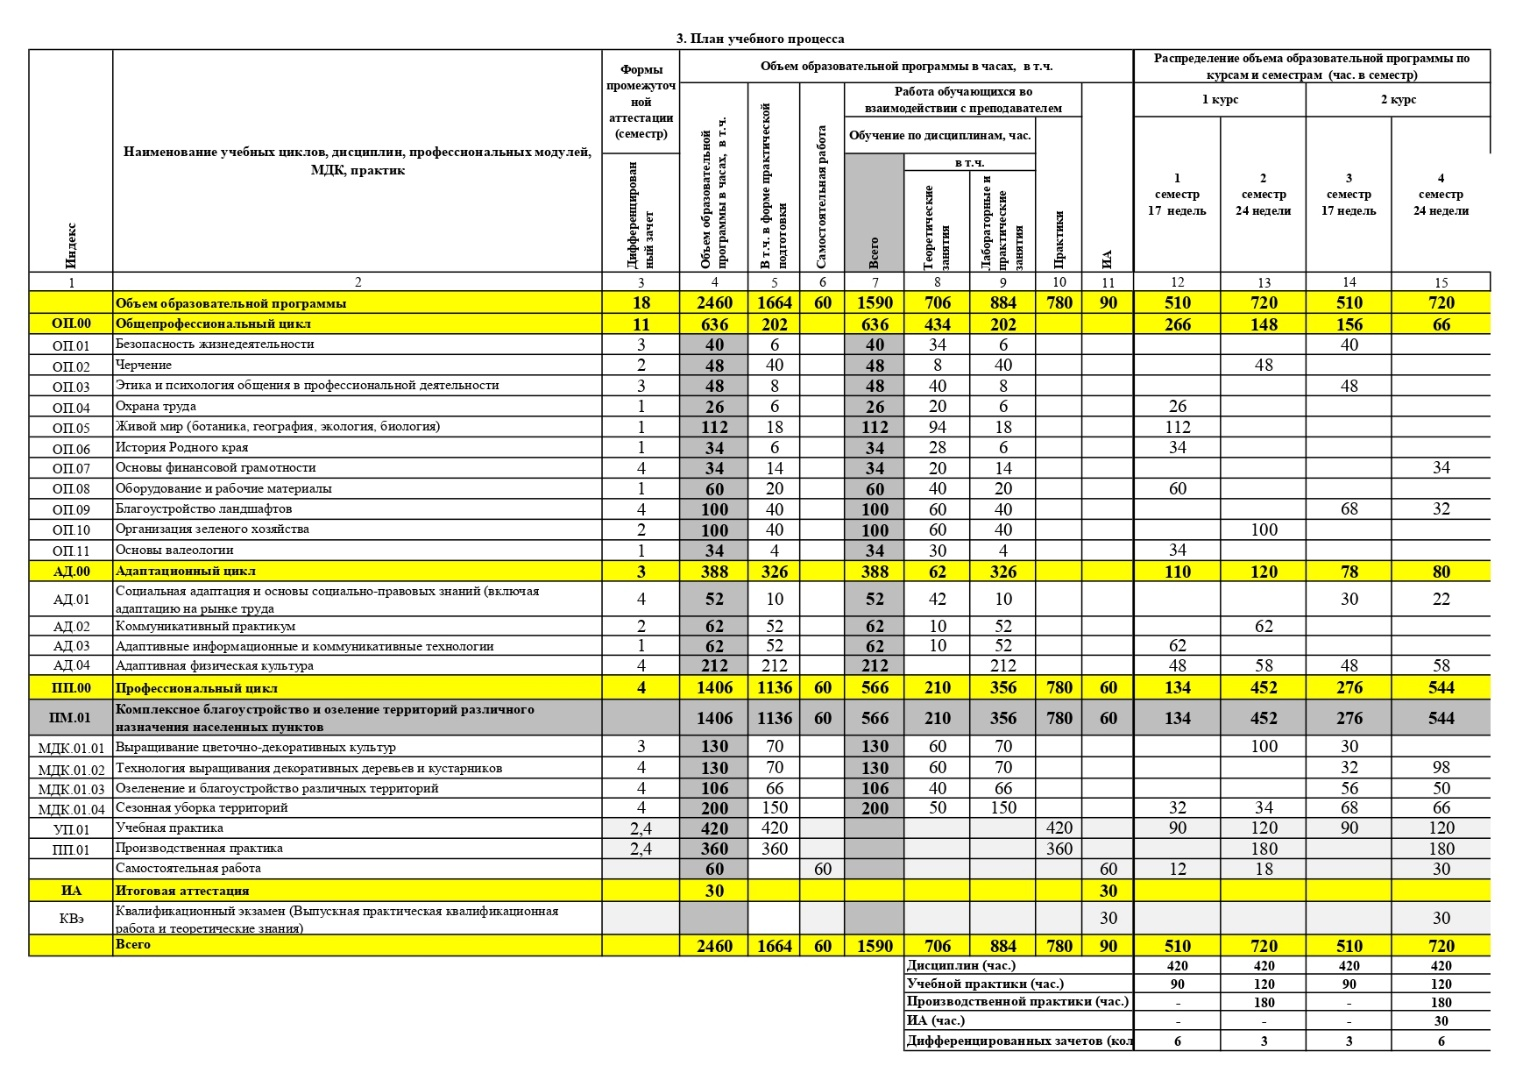 3. План учебного процесса
Индекс
Наименование учебных циклов, дисциплин, профессиональных модулей,
МДК, практик
Формы
промежуточ
ной
аттестации
(семестр)
Дифференцирован
ный зачет
Объем образовательной программы в часах, в т.ч.
Объем образовательной
программы в часах, в т.ч.
В т.ч. в форме практической
подготовки
Самостоятельная работа
Работа обучающихся во
взаимодействии с преподавателем
Обучение по дисциплинам, час.
Всего
в т.ч.
Теоретические
занятия
Лабораторные и
практические
занятия
Практики
ИА
Распределение объема образовательной программы по
курсам и семестрам (час. в семестр)
1 курс 2 курс
1
семестр
17 недель
2
семестр
24 недели
3
семестр
17 недель
4
семестр
24 недели
1 2 3 4 5 6 7 8 9 10 11 12 13 14 15
Объем образовательной программы 18 2460 1664 60 1590 706 884 780 90 510 720 510 720
ОП.00 Общепрофессиональный цикл 11 636 202 636 434 202 266 148 156 66
ОП.01 Безопасность жизнедеятельности 3 40 6 40 34 6 40
ОП.02 Черчение 2 48 40 48 8 40 48
ОП.03 Этика и психология общения в профессиональной деятельности 3 48 8 48 40 8 48
ОП.04 Охрана труда 1 26 6 26 20 6 26
ОП.05 Живой мир (ботаника, география, экология, биология) 1 112 18 112 94 18 112
ОП.06 История Родного края 1 34 6 34 28 6 34
ОП.07 Основы финансовой грамотности 4 34 14 34 20 14 34
ОП.08 Оборудование и рабочие материалы 1 60 20 60 40 20 60
ОП.09 Благоустройство ландшафтов 4 100 40 100 60 40 68 32
ОП.10 Организация зеленого хозяйства 2 100 40 100 60 40 100
ОП.11 Основы валеологии 1 34 4 34 30 4 34
АД.00 Адаптационный цикл 3 388 326 388 62 326 110 120 78 80
АД.01 Социальная адаптация и основы социально-правовых знаний (включая
адаптацию на рынке труда 4 52 10 52 42 10 30 22
АД.02 Коммуникативный практикум 2 62 52 62 10 52 62
АД.03 Адаптивные информационные и коммуникативные технологии 1 62 52 62 10 52 62
АД.04 Адаптивная физическая культура 4 212 212 212 212 48 58 48 58
ПП.00 Профессиональный цикл 4 1406 1136 60 566 210 356 780 60 134 452 276 544
ПМ.01 Комплексное благоустройство и озеление территорий различного
назначения населенных пунктов 1406 1136 60 566 210 356 780 60 134 452 276 544
МДК.01.01 Выращивание цветочно-декоративных культур 3 130 70 130 60 70 100 30
МДК.01.02 Технология выращивания декоративных деревьев и кустарников 4 130 70 130 60 70 32 98
МДК.01.03 Озеленение и благоустройство различных территорий 4 106 66 106 40 66 56 50
МДК.01.04 Сезонная уборка территорий 4 200 150 200 50 150 32 34 68 66
УП.01 Учебная практика 2,4 420 420 420 90 120 90 120
ПП.01 Производственная практика 2,4 360 360 360 180 180
Самостоятельная работа 60 60 60 12 18 30
ИА Итоговая аттестация 30 30
КВэ Квалификационный экзамен (Выпускная практическая квалификационная
работа и теоретические знания) 30 30
Всего 2460 1664 60 1590 706 884 780 90 510 720 510 720
Дисциплин (час.) 420 420 420 420
Учебной практики (час.) 90 120 90 120
Производственной практики (час.) - 180 - 180
ИА (час.) - - - 30
Дифференцированных зачетов (кол 6 3 3 6